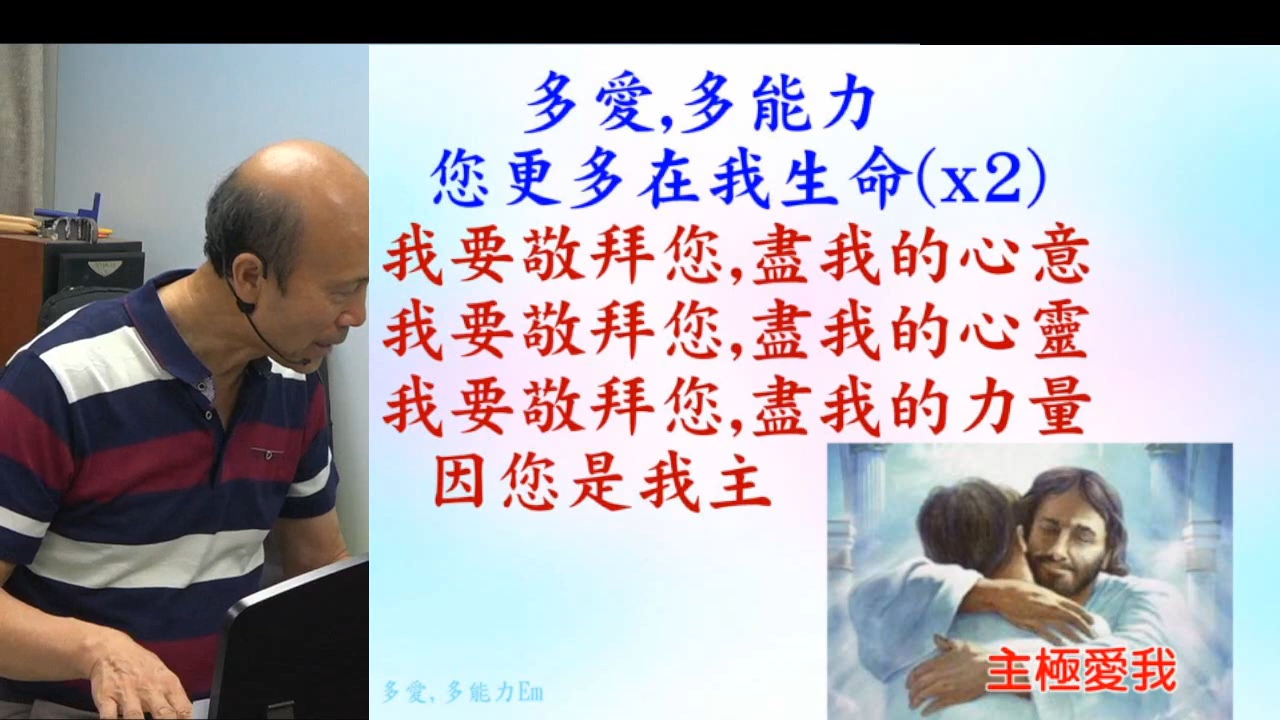 多愛,多能力
您更多在我生命(x2)
我要敬拜您,盡我的心意
我要敬拜您,盡我的心靈
我要敬拜您,盡我的力量
因您是我主
主極愛我
多愛,多能力Em